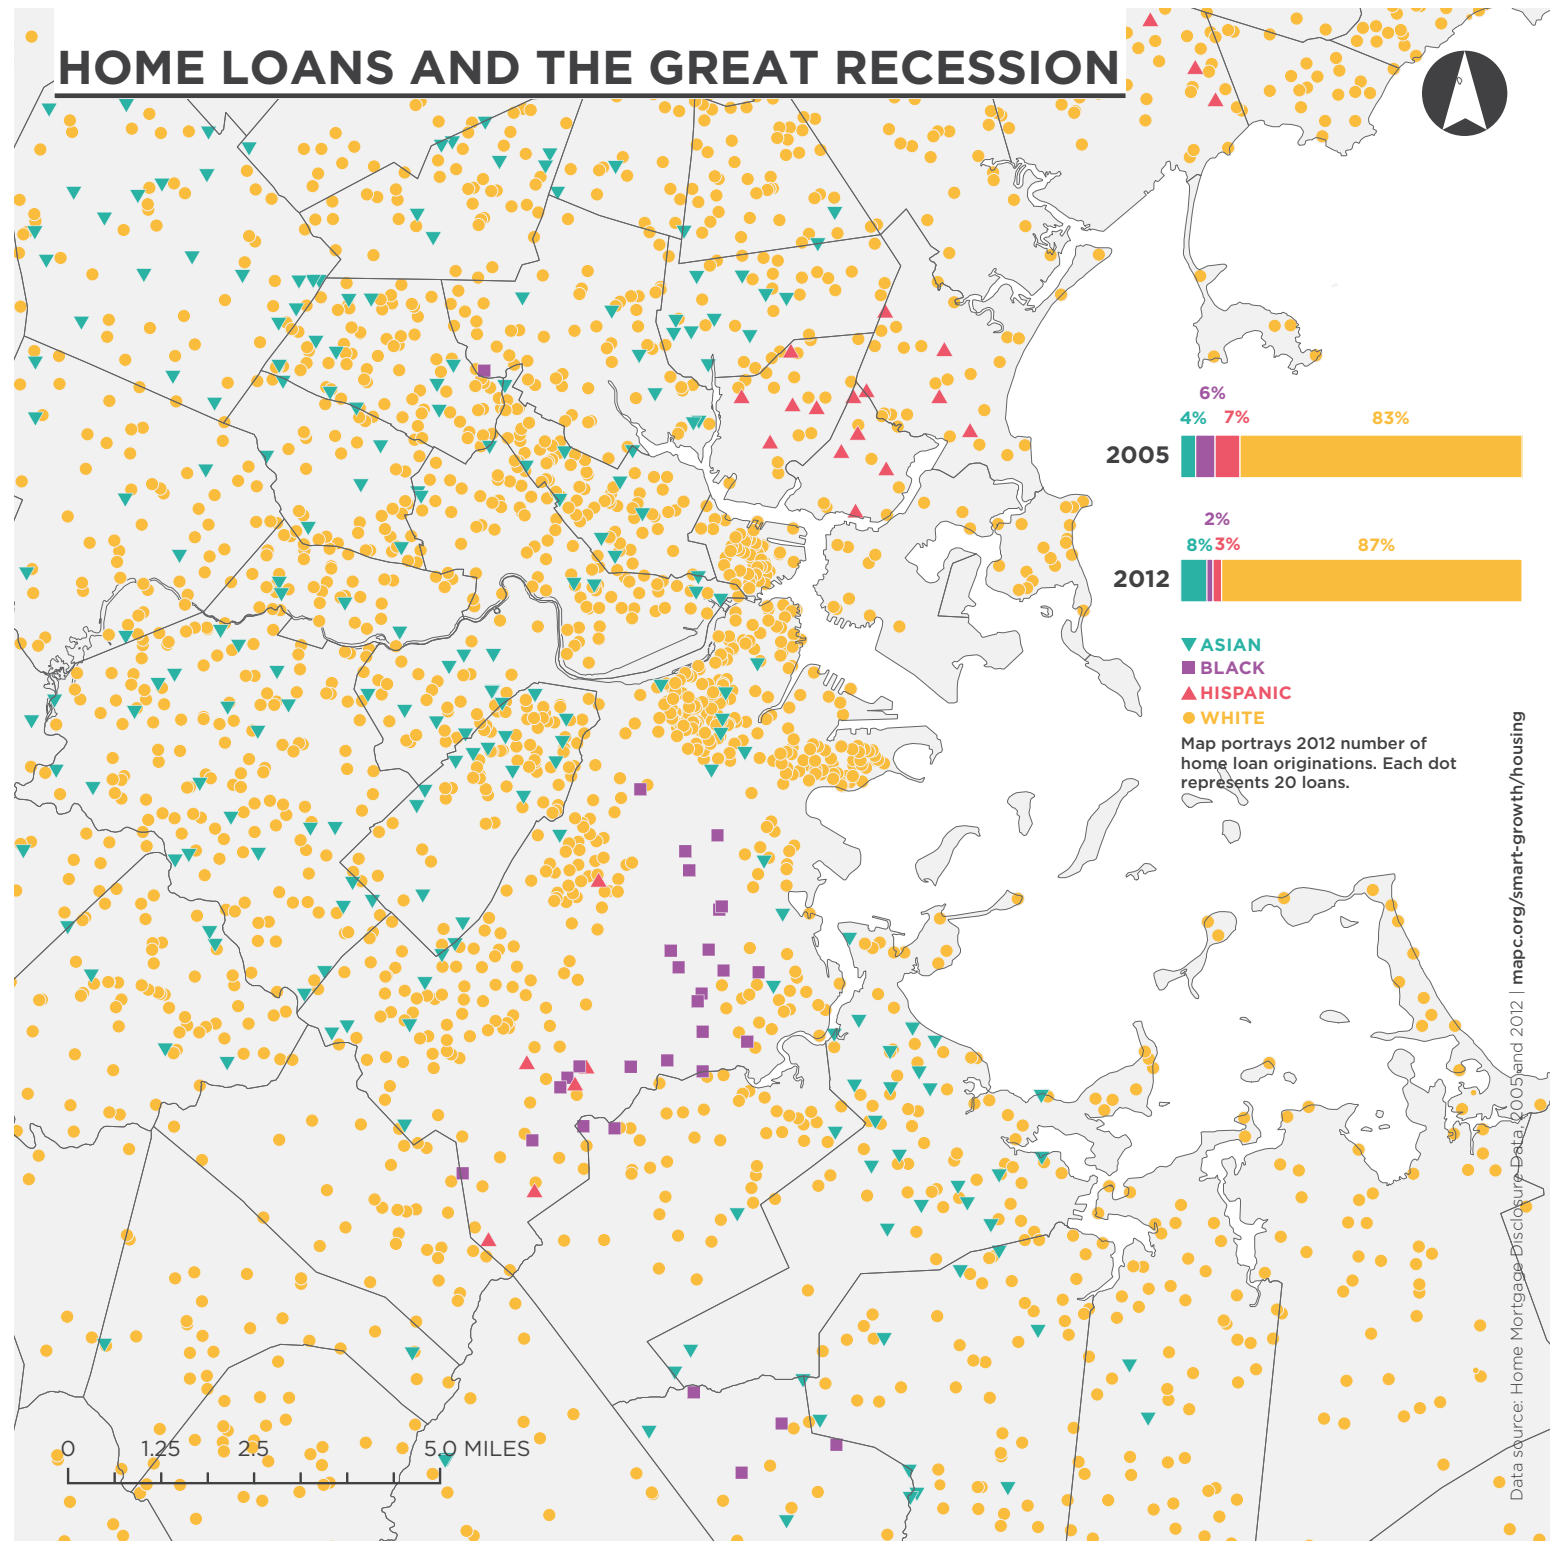 HOME LOANS AND THE GREAT RECESSION
6%
4% 7% 83%
2005
2%
8% 3% 87%
2012
ASIAN
BLACK
HISPANIC
WHITE
Map portrays 2012 number of
home loan originations. Each dot
represents 20 loans.
Data source: Home Mortgage Disclosure Data, 2005 and 2012 | mapc.org/smart-growth/housing
0 1.25 2.5 5.0 MILES